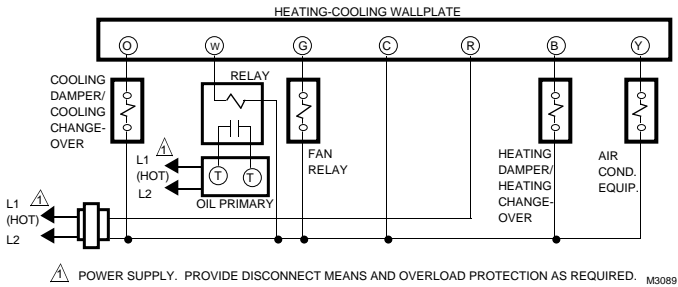 HEATING-COOLING WALLPLATE
O W G C R B Y
COOLING
DAMPER/
COOLING
CHANGE-
OVER
RELAY
FAN
RELAY
HEATING
DAMPER/
HEATING
CHANGE-
OVER
AIR
COND.
EQUIP.
1
L1
(HOT)
L2
T T
OIL PRIMARY
1
L1
(HOT)
L2
1 POWER SUPPLY. PROVIDE DISCONNECT MEANS AND OVERLOAD PROTECTION AS REQUIRED.
M3089